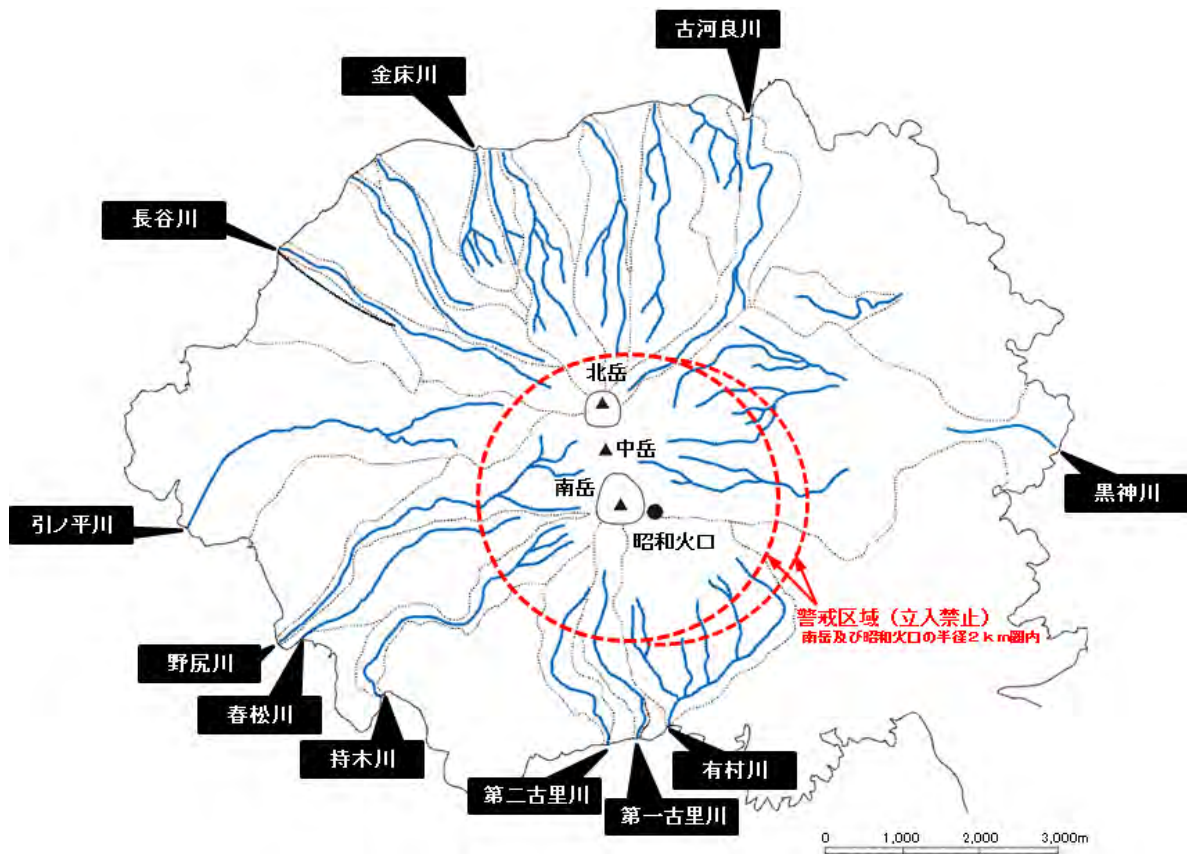 古河良川
金床川
長谷川
北岳
中岳
南岳
昭和火口
黒神川
引ノ平川
警戒区域（立入禁止）
南岳及び昭和火口の半径2km圏内
野尻川
春松川
持木川
有村川
第二古里川
第一古里川
0 1,000 2,000 3,000m